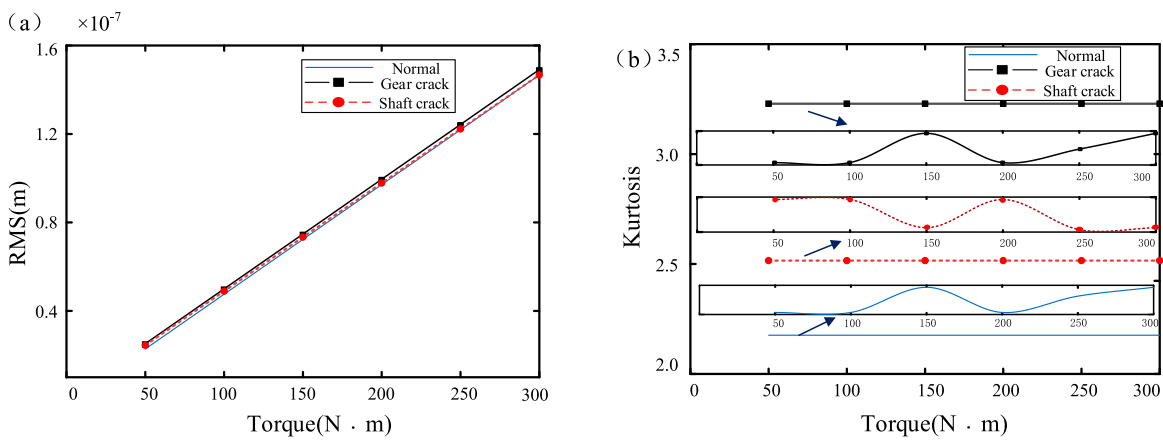 (a) ×10⁻⁷
1.6
1.2
0.8
0.4
RMS(m)
Normal
Gear crack
Shaft crack
0 50 100 150 200 250 300
Torque(N · m)
(b)
3.5
3.0
2.5
2.0
Kurtosis
Normal
Gear crack
Shaft crack
50 100 150 200 250 300
50 100 150 200 250 300
50 100 150 200 250 300
0 50 100 150 200 250 300
Torque(N · m)